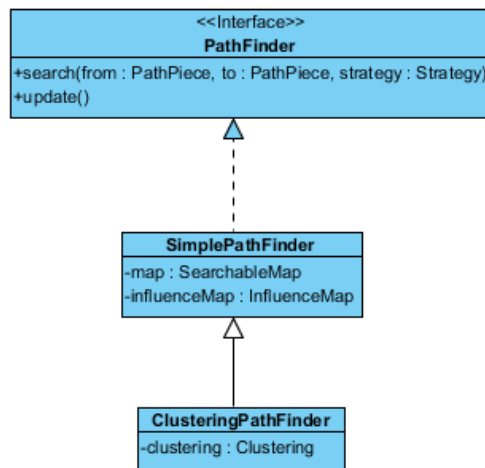 <<Interface>>
PathFinder
+search(from : PathPiece, to : PathPiece, strategy : Strategy)
+update()
SimplePathFinder
-map : SearchableMap
-influenceMap : InfluenceMap
ClusteringPathFinder
-clustering : Clustering